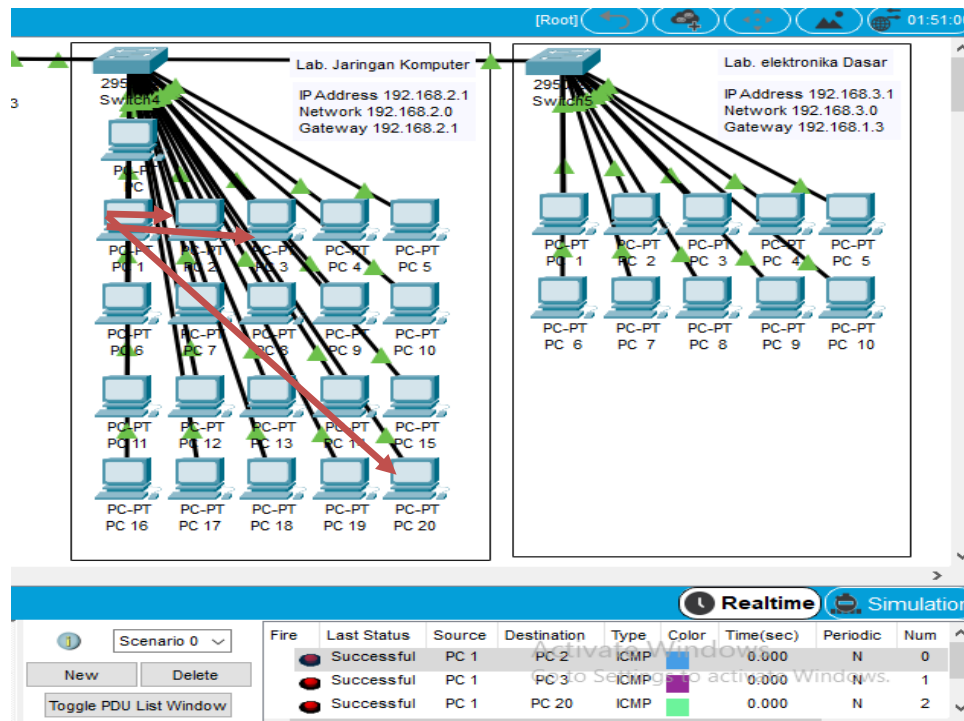 [Root]
01:51:0
3
2950
Switch4
Lab. Jaringan Komputer
IP Address 192.168.2.1
Network 192.168.2.0
Gateway 192.168.2.1
PC-PT
PC
PC-PT PC-PT PC-PT PC-PT PC-PT
PC 1 PC 2 PC 3 PC 4 PC 5
PC-PT PC-PT PC-PT PC-PT PC-PT
PC 6 PC 7 PC 8 PC 9 PC 10
PC-PT PC-PT PC-PT PC-PT PC-PT
PC 11 PC 12 PC 13 PC 14 PC 15
PC-PT PC-PT PC-PT PC-PT PC-PT
PC 16 PC 17 PC 18 PC 19 PC 20
Switch5
Lab. elektronika Dasar
IP Address 192.168.3.1
Network 192.168.3.0
Gateway 192.168.1.3
PC-PT PC-PT PC-PT PC-PT PC-PT
PC 1 PC 2 PC 3 PC 4 PC 5
PC-PT PC-PT PC-PT PC-PT PC-PT
PC 6 PC 7 PC 8 PC 9 PC 10
Realtime Simulation
Scenario 0
New Delete
Toggle PDU List Window
Fire Last Status Source Destination Type Color Time(sec) Periodic Num
Successful PC 1 PC 2 ICMP 0.000 N 0
Successful PC 1 PC 3 ICMP 0.000 N 1
Successful PC 1 PC 20 ICMP 0.000 N 2
Activate Windows
Go to Settings to activate Windows.